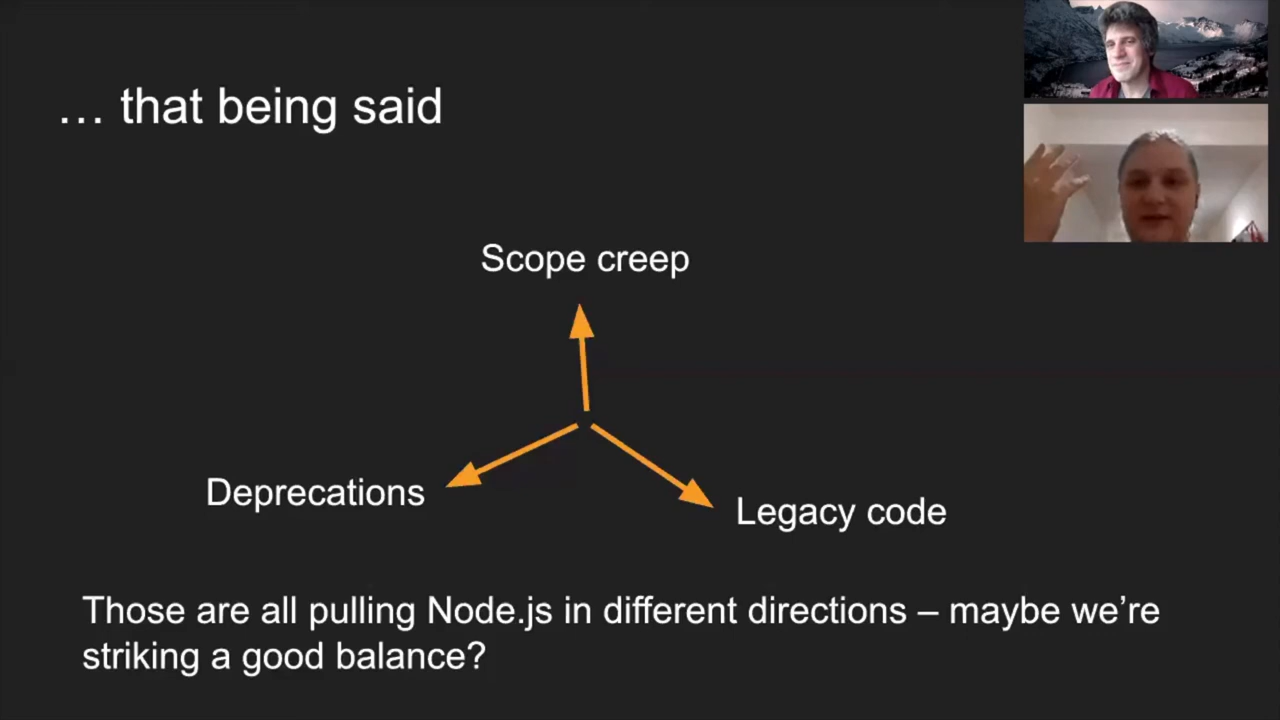 … that being said
Scope creep
Deprecations
Legacy code
Those are all pulling Node.js in different directions – maybe we’re
striking a good balance?